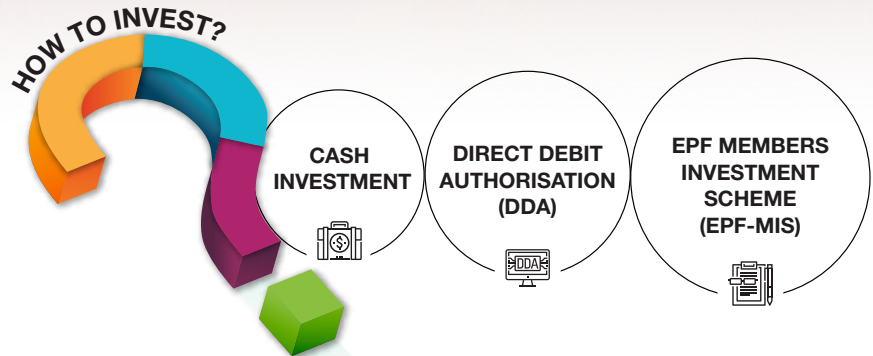 HOW TO INVEST?
CASH
INVESTMENT
DIRECT DEBIT
AUTHORISATION
(DDA)
DDA
EPF MEMBERS
INVESTMENT
SCHEME
(EPF-MIS)